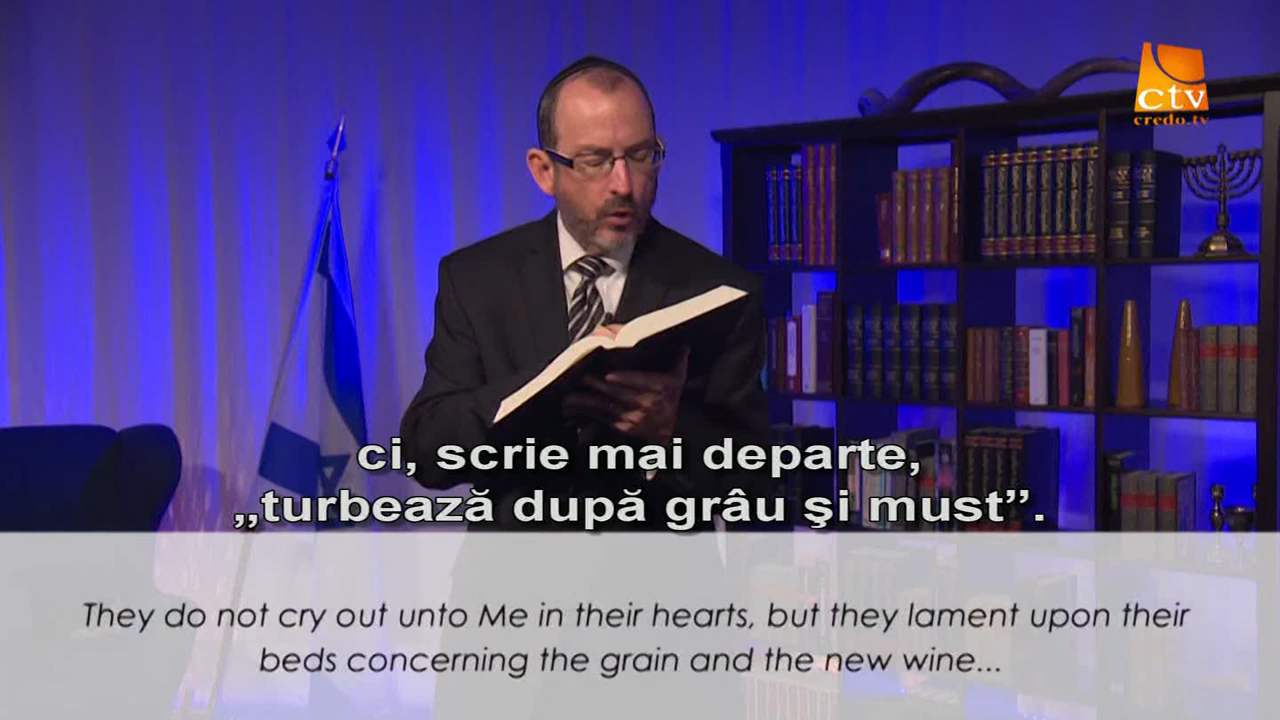 ctv
credo.tv
ci, scrie mai departe,
„turbează după grâu şi must”.
They do not cry out unto Me in their hearts, but they lament upon their
beds concerning the grain and the new wine...